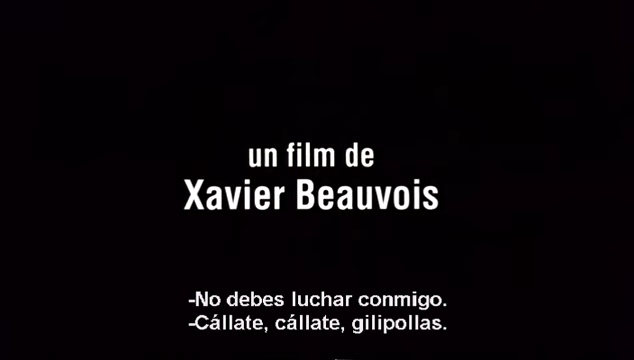 un film de
Xavier Beauvois
-No debes luchar conmigo.
-Cállate, cállate, gilipollas.